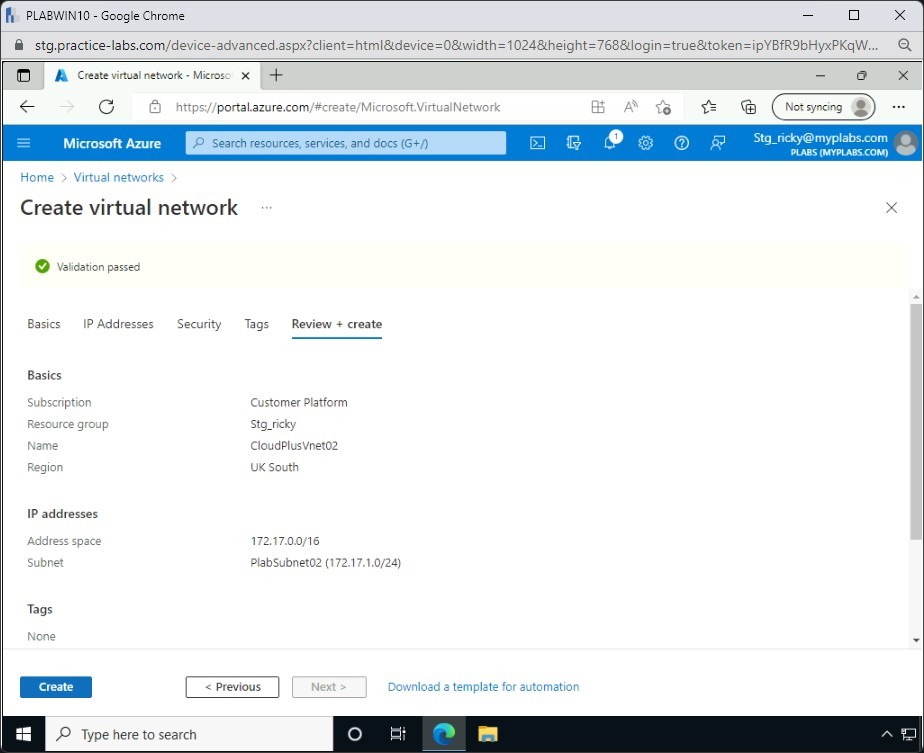 PLABWIN10 - Google Chrome
stg.practice-labs.com/device-advanced.aspx?client=html&device=0&width=1024&height=768&login=true&token=ipYBfR9bHyxPKqW...
Create virtual network - Microso
https://portal.azure.com/#create/Microsoft.VirtualNetwork
Not syncing
Microsoft Azure
Search resources, services, and docs (G+/)
1
Stg_ricky@myplabs.com
PLABS (MYPLABS.COM)
Home > Virtual networks >
Create virtual network ...
Validation passed
Basics IP Addresses Security Tags Review + create
Basics
Subscription Customer Platform
Resource group Stg_ricky
Name CloudPlusVnet02
Region UK South
IP addresses
Address space 172.17.0.0/16
Subnet PlabSubnet02 (172.17.1.0/24)
Tags
None
Create < Previous Next > Download a template for automation
Type here to search